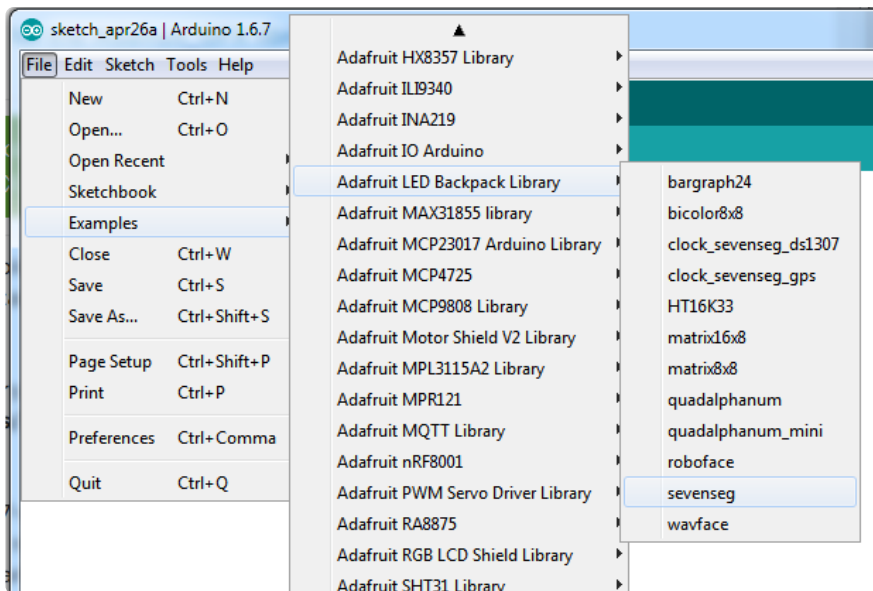 sketch_apr26a | Arduino 1.6.7
File Edit Sketch Tools Help
New Ctrl+N
Open... Ctrl+O
Open Recent
Sketchbook
Examples
Close Ctrl+W
Save Ctrl+S
Save As... Ctrl+Shift+S
Page Setup Ctrl+Shift+P
Print Ctrl+P
Preferences Ctrl+Comma
Quit Ctrl+Q
Adafruit HX8357 Library
Adafruit ILI9340
Adafruit INA219
Adafruit IO Arduino
Adafruit LED Backpack Library
Adafruit MAX31855 library
Adafruit MCP23017 Arduino Library
Adafruit MCP4725
Adafruit MCP9808 Library
Adafruit Motor Shield V2 Library
Adafruit MPL3115A2 Library
Adafruit MPR121
Adafruit MQTT Library
Adafruit nRF8001
Adafruit PWM Servo Driver Library
Adafruit RA8875
Adafruit RGB LCD Shield Library
Adafruit SHT31 Library
bargraph24
bicolor8x8
clock_sevenseg_ds1307
clock_sevenseg_gps
HT16K33
matrix16x8
matrix8x8
quadalphanum
quadalphanum_mini
roboface
sevenseg
wavface